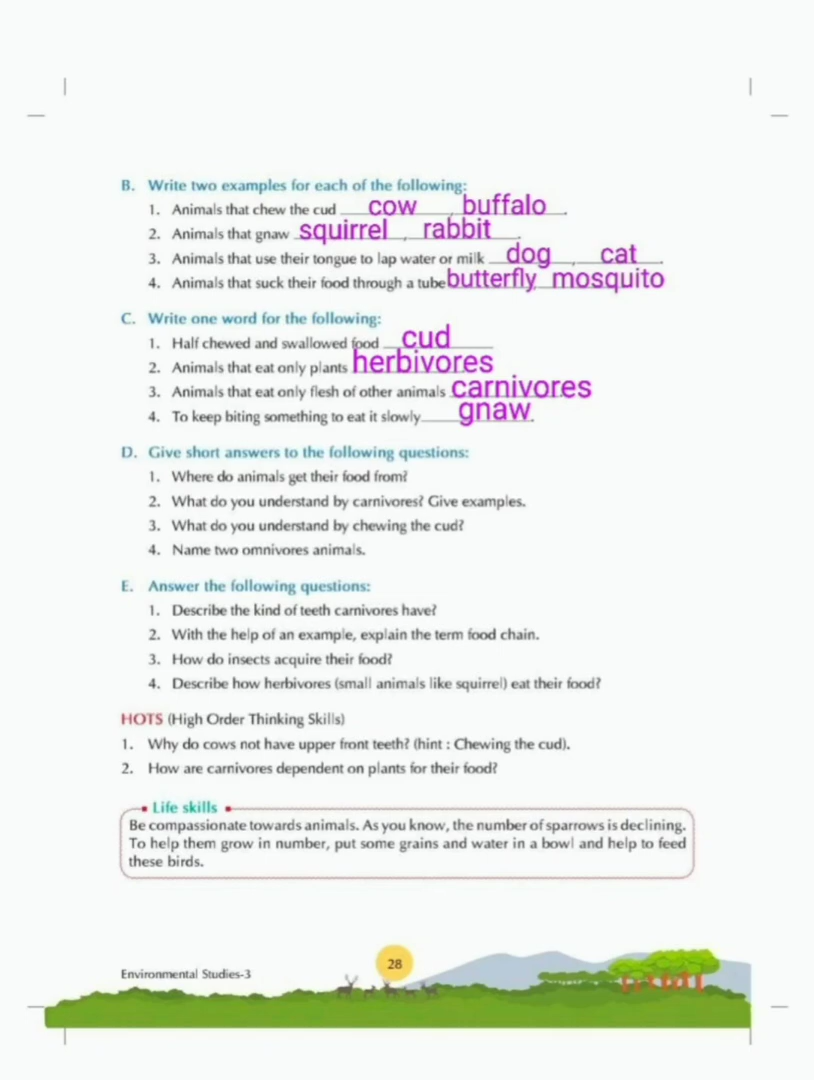 B. Write two examples for each of the following:
1. Animals that chew the cud cow, buffalo.
2. Animals that gnaw squirrel, rabbit.
3. Animals that use their tongue to lap water or milk dog, cat.
4. Animals that suck their food through a tube butterfly mosquito
C. Write one word for the following:
1. Half chewed and swallowed food cud
2. Animals that eat only plants herbivores
3. Animals that eat only flesh of other animals carnivores
4. To keep biting something to eat it slowly gnaw.
D. Give short answers to the following questions:
1. Where do animals get their food from?
2. What do you understand by carnivores? Give examples.
3. What do you understand by chewing the cud?
4. Name two omnivores animals.
E. Answer the following questions:
1. Describe the kind of teeth carnivores have?
2. With the help of an example, explain the term food chain.
3. How do insects acquire their food?
4. Describe how herbivores (small animals like squirrel) eat their food?
HOTS (High Order Thinking Skills)
1. Why do cows not have upper front teeth? (hint : Chewing the cud).
2. How are carnivores dependent on plants for their food?
Life skills
Be compassionate towards animals. As you know, the number of sparrows is declining.
To help them grow in number, put some grains and water in a bowl and help to feed
these birds.
28
Environmental Studies-3